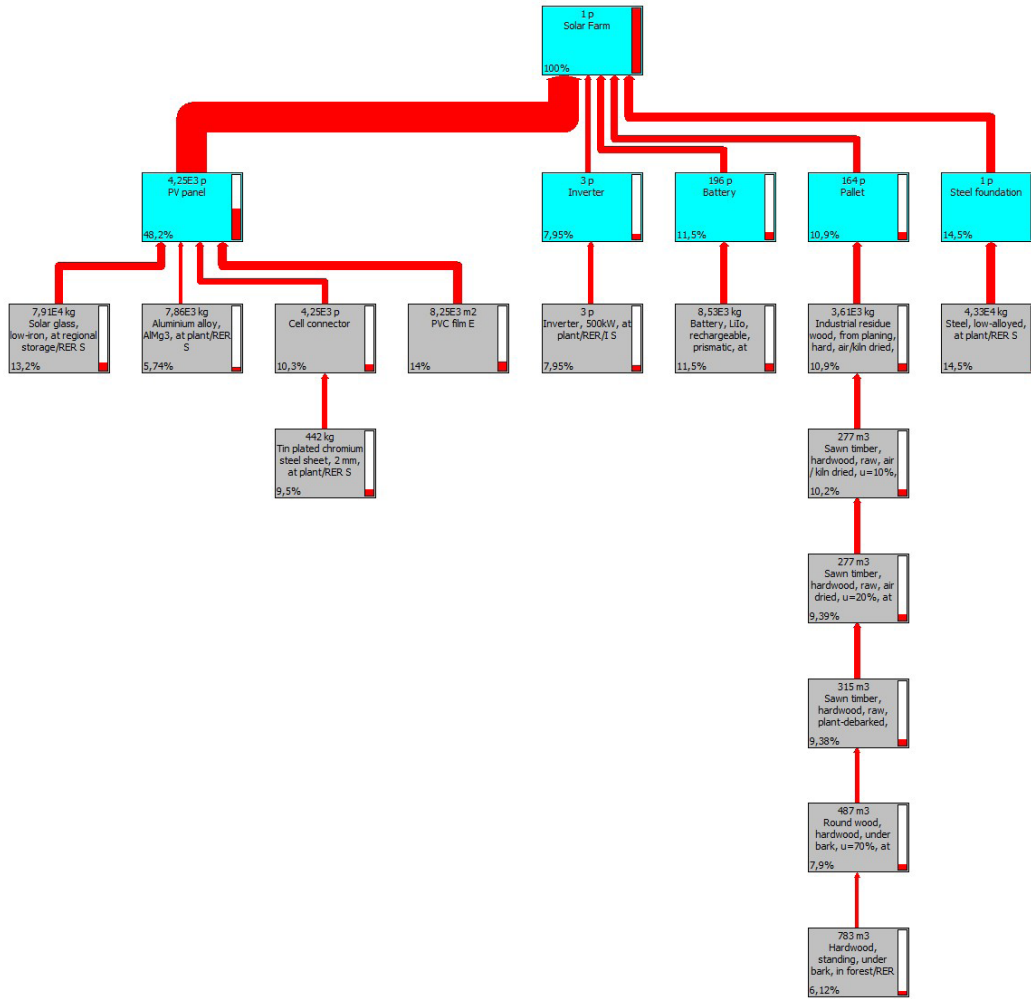 1 p
Solar Farm
100%
4,25E3 p
PV panel
48,2%
3 p
Inverter
7,95%
196 p
Battery
11,5%
164 p
Pallet
10,9%
1 p
Steel foundation
14,5%
7,91E4 kg
Solar glass,
low-iron, at regional
storage/RER S
13,2%
7,86E3 kg
Aluminium alloy,
AlMg3, at plant/RER
S
5,74%
4,25E3 p
Cell connector
10,3%
8,25E3 m2
PVC film E
14%
3 p
Inverter, 500kW, at
plant/RER/I S
7,95%
8,53E3 kg
Battery, LiIo,
rechargeable,
prismatic, at
11,5%
3,61E3 kg
Industrial residue
wood, from planing,
hard, air/kiln dried,
10,9%
4,33E4 kg
Steel, low-alloyed,
at plant/RER S
14,5%
442 kg
Tin plated chromium
steel sheet, 2 mm,
at plant/RER S
9,5%
277 m3
Sawn timber,
hardwood, raw, air
/ kiln dried, u=10%,
10,2%
277 m3
Sawn timber,
hardwood, raw, air
dried, u=20%, at
9,39%
315 m3
Sawn timber,
hardwood, raw,
plant-debarked,
9,38%
487 m3
Round wood,
hardwood, under
bark, u=70%, at
7,9%
783 m3
Hardwood,
standing, under
bark, in forest/RER
6,12%